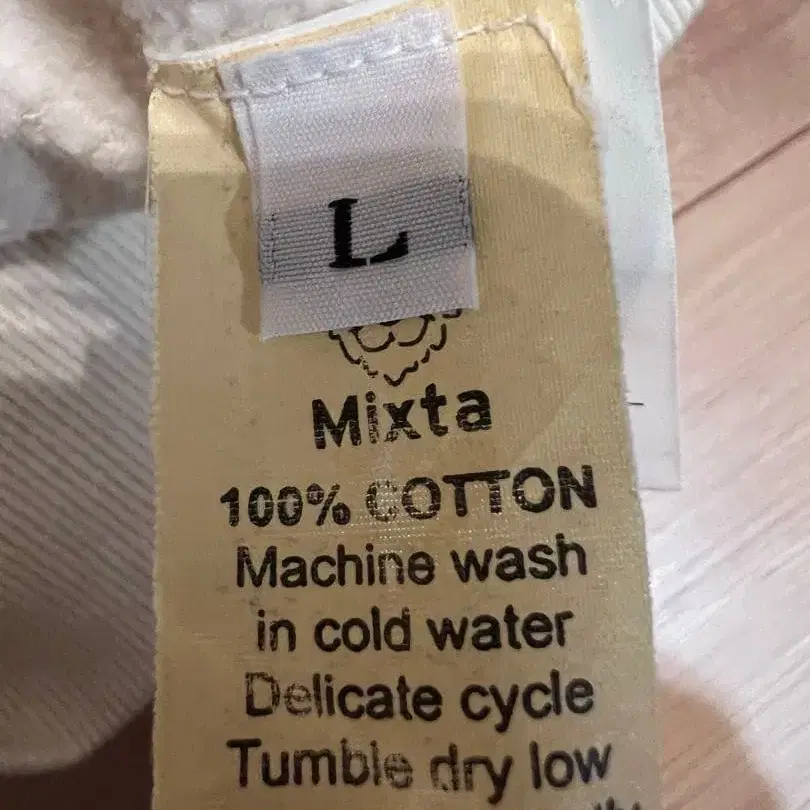 L
Mixta
100% COTTON
Machine wash
in cold water
Delicate cycle
Tumble dry low